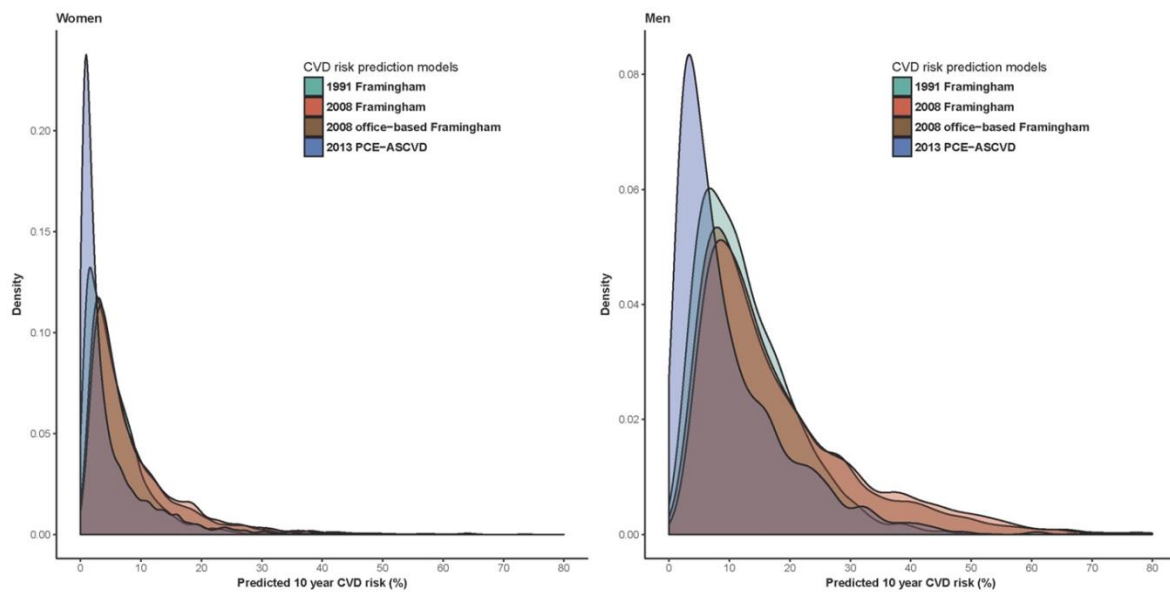 Women
CVD risk prediction models
1991 Framingham
2008 Framingham
2008 office-based Framingham
2013 PCE-ASCVD
0.20
0.15
0.10
0.05
0.00
Density
0 10 20 30 40 50 60 70 80
Predicted 10 year CVD risk (%)
Men
CVD risk prediction models
1991 Framingham
2008 Framingham
2008 office-based Framingham
2013 PCE-ASCVD
0.08
0.06
0.04
0.02
0.00
Density
0 10 20 30 40 50 60 70 80
Predicted 10 year CVD risk (%)